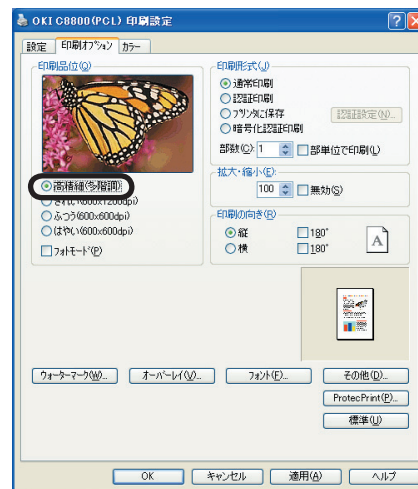 OKI C8800(PCL) 印刷設定
設定 印刷オプション カラー
印刷品位(Q)
高精細(多階調)
きれい(600x1200dpi)
ふつう(600x600dpi)
はやい(600x600dpi)
フォトモード(P)
印刷形式(J)
通常印刷
認証印刷
プリンタに保存
認証設定(N)...
暗号化認証印刷
部数(C): 1 部単位で印刷(L)
拡大・縮小(E):
100 無効(S)
印刷の向き(R)
縦 180°
横 180°
A
ウォーターマーク(W)... オーバーレイ(V)... フォント(F)... その他(D)...
ProtecPrint(P)...
標準(U)
OK キャンセル 適用(A) ヘルプ